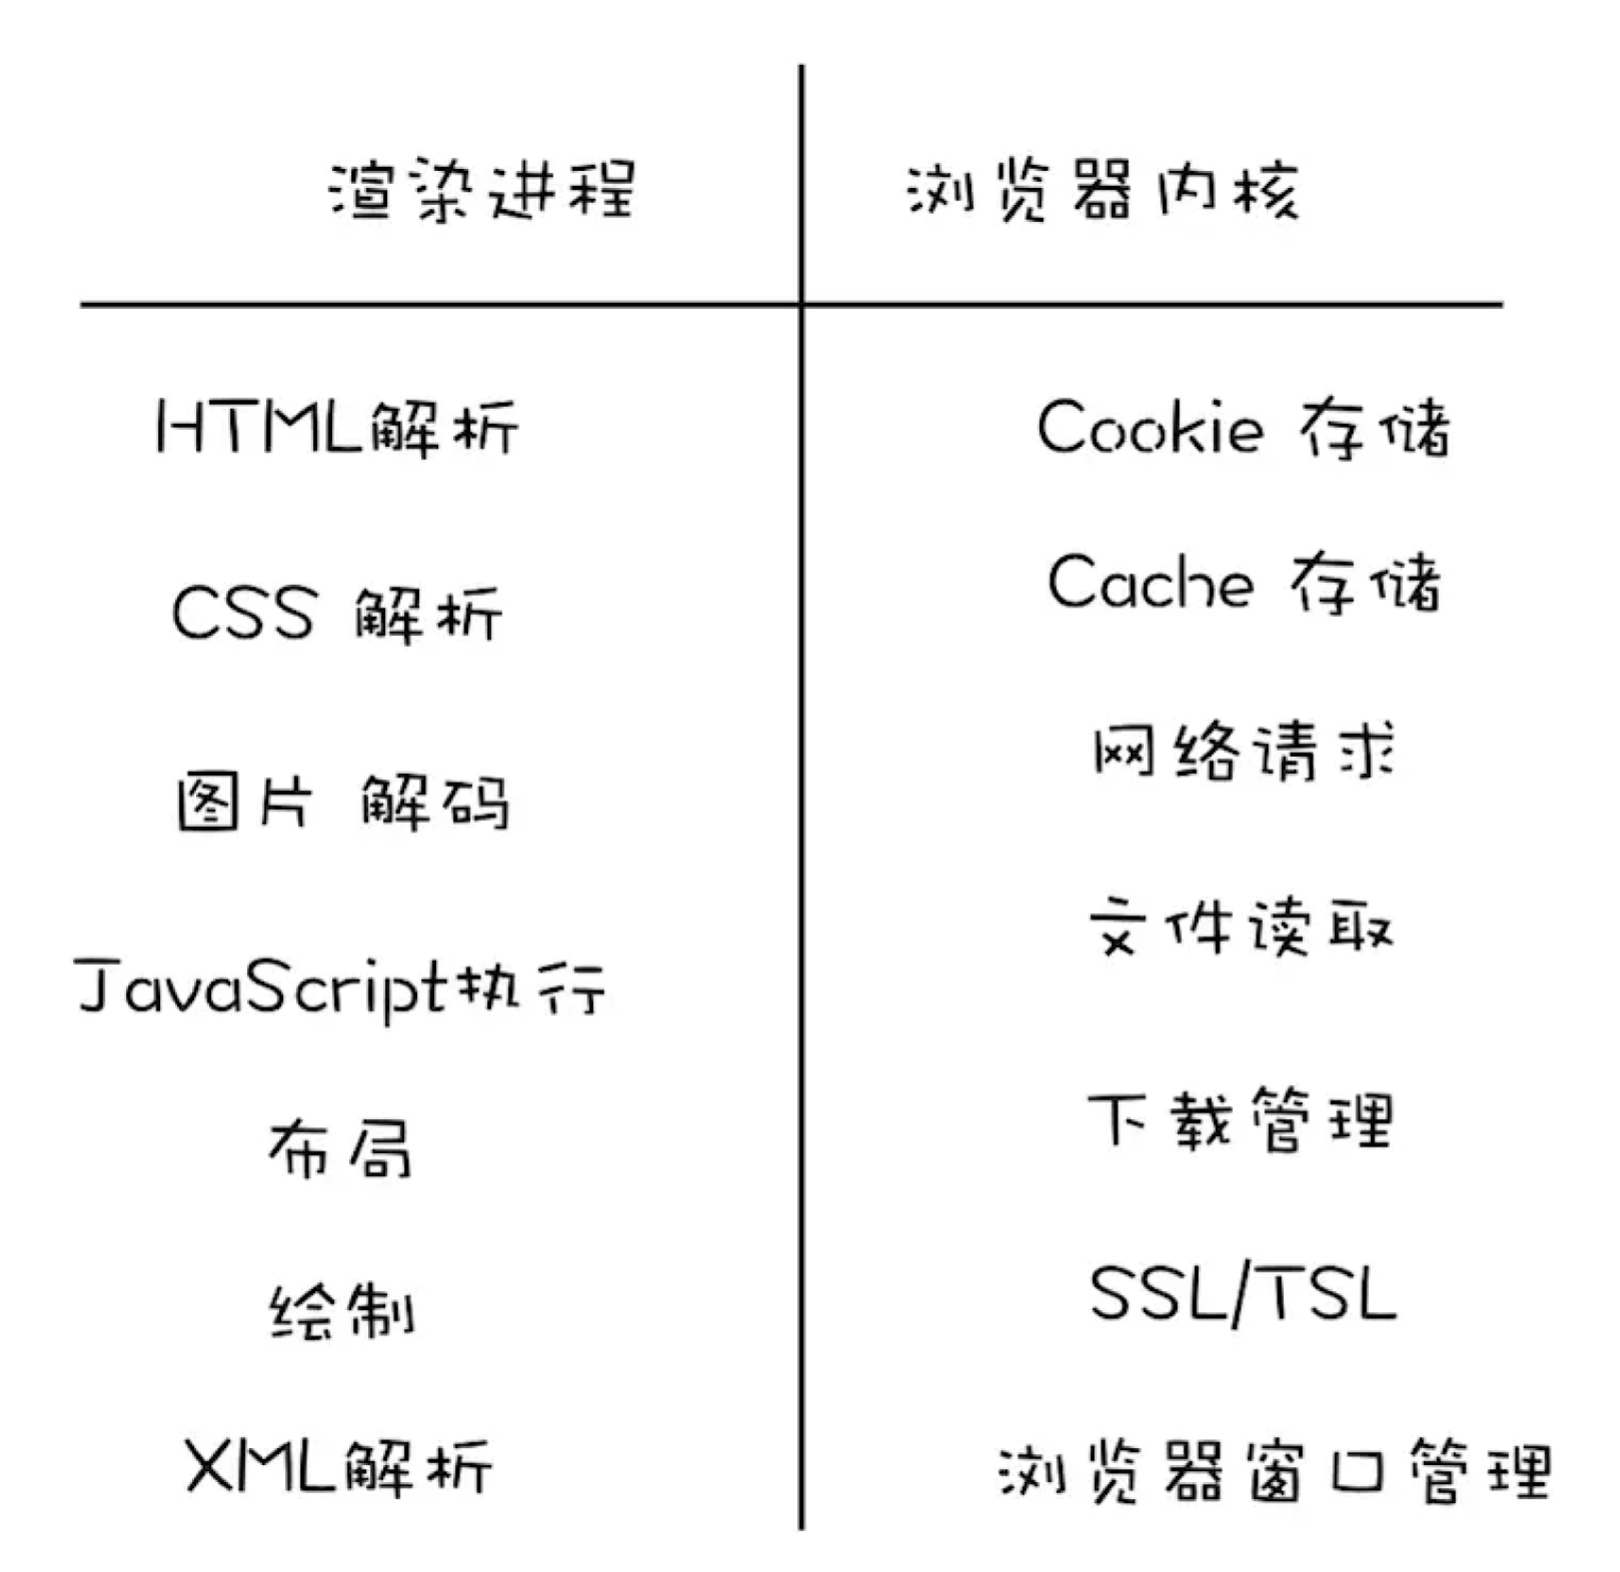 渲染进程 浏览器内核
HTML解析 Cookie 存储
CSS 解析 Cache 存储
图片 解码 网络请求
JavaScript执行 文件读取
布局 下载管理
绘制 SSL/TSL
XML解析 浏览器窗口管理